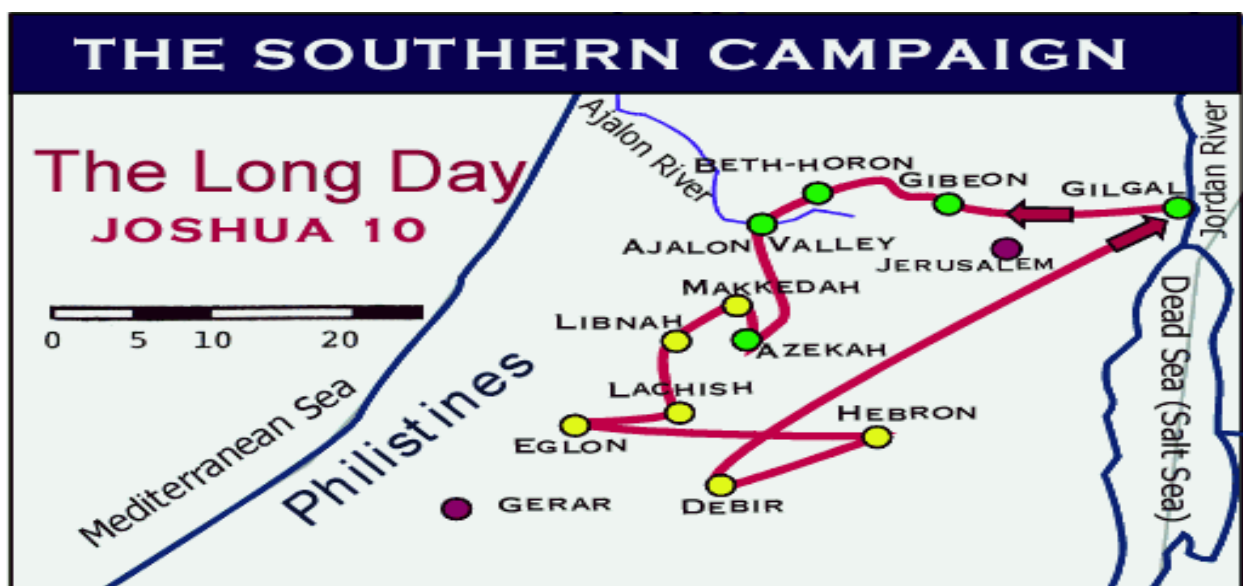 THE SOUTHERN CAMPAIGN
The Long Day
JOSHUA 10
0 5 10 20
Ajalon River
BETH-HORON
GIBEON
GILGAL
Jordan River
AJALON VALLEY
JERUSALEM
MAKKEDAH
LIBNAH
AZEKAH
LACHISH
HEBRON
EGLON
DEBIR
GERAR
Mediterranean Sea
Philistines
Dead Sea (Salt Sea)